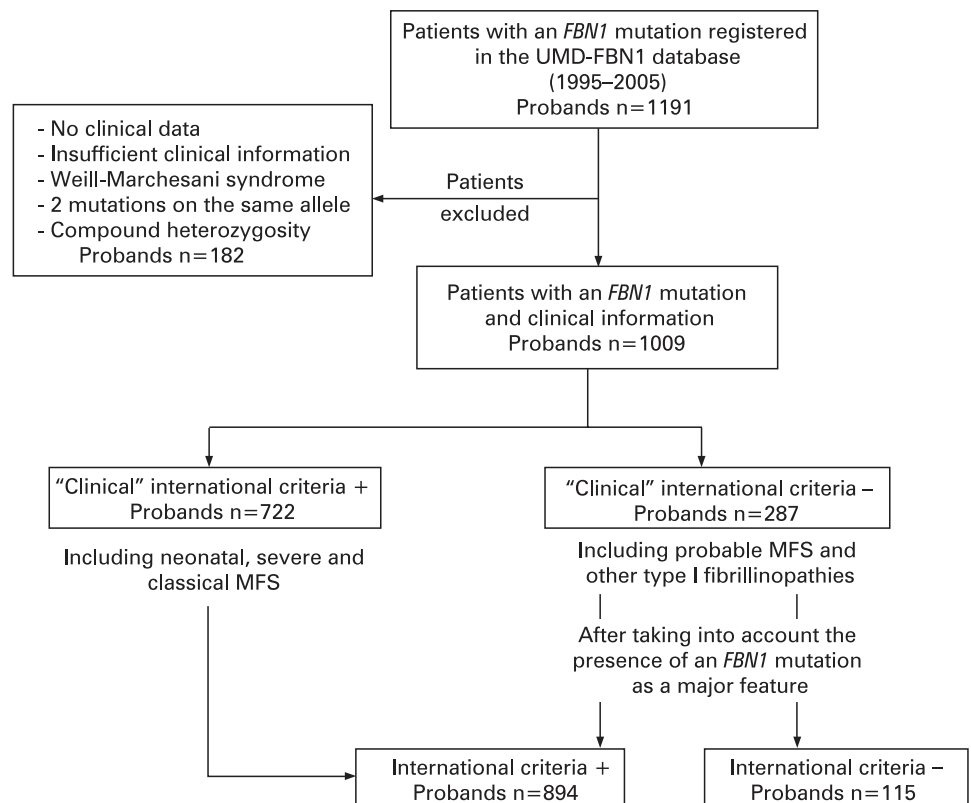 Patients with an FBN1 mutation registered
in the UMD-FBN1 database
(1995–2005)
Probands n=1191
- No clinical data
- Insufficient clinical information
- Weill-Marchesani syndrome
- 2 mutations on the same allele
- Compound heterozygosity
Probands n=182
Patients
excluded
Patients with an FBN1 mutation
and clinical information
Probands n=1009
“Clinical” international criteria +
Probands n=722
“Clinical” international criteria –
Probands n=287
Including neonatal, severe and
classical MFS
Including probable MFS and
other type I fibrillinopathies
After taking into account the
presence of an FBN1 mutation
as a major feature
International criteria +
Probands n=894
International criteria –
Probands n=115